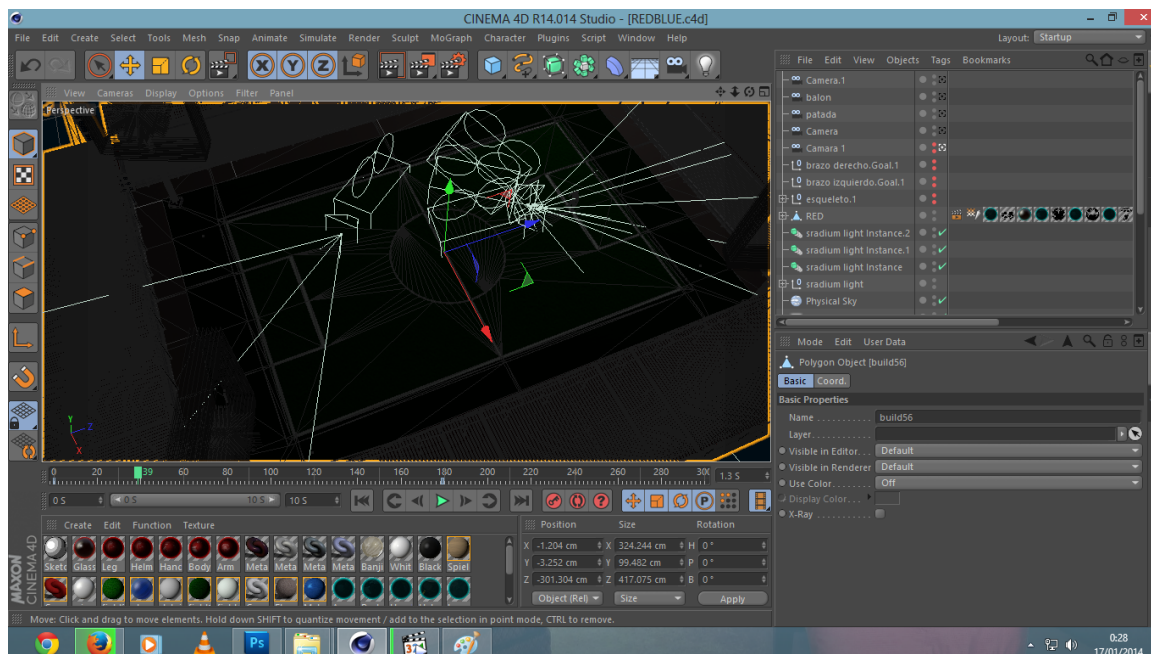 CINEMA 4D R14.014 Studio - [REDBLUE.c4d]
File Edit Create Select Tools Mesh Snap Animate Simulate Render Sculpt MoGraph Character Plugins Script Window Help
Layout: Startup
View Cameras Display Options Filter Panel
Perspective
Y
Z
X
File Edit View Objects Tags Bookmarks
Camera.1
balon
patada
Camera
Camara 1
brazo derecho.Goal.1
brazo izquierdo.Goal.1
esqueleto.1
RED
sradium light Instance.2
sradium light Instance.1
sradium light Instance
sradium light
Physical Sky
Mode Edit User Data
Polygon Object [build56]
Basic Coord.
Basic Properties
Name . . . . . . . . . . . build56
Layer. . . . . . . . . . . .
Visible in Editor. . . Default
Visible in Renderer Default
Use Color. . . . . . . . Off
Display Color. . .
X-Ray . . . . . . . . . .
0 20 39 60 80 100 120 140 160 180 200 220 240 260 280 30( 1.3 S
0 S 0 S 10 S 10 S
Create Edit Function Texture
Sketc Glass Leg Helm Hanc Body Arm Meta Meta Meta Meta Banji Whit Black Spiel
Position Size Rotation
X -1.204 cm X 324.244 cm H 0 °
Y -3.252 cm Y 99.482 cm P 0 °
Z -301.304 cm Z 417.075 cm B 0 °
Object (Rel) Size Apply
MAXON
CINEMA 4D
Move: Click and drag to move elements. Hold down SHIFT to quantize movement / add to the selection in point mode, CTRL to remove.
Ps
0:28
17/01/2014